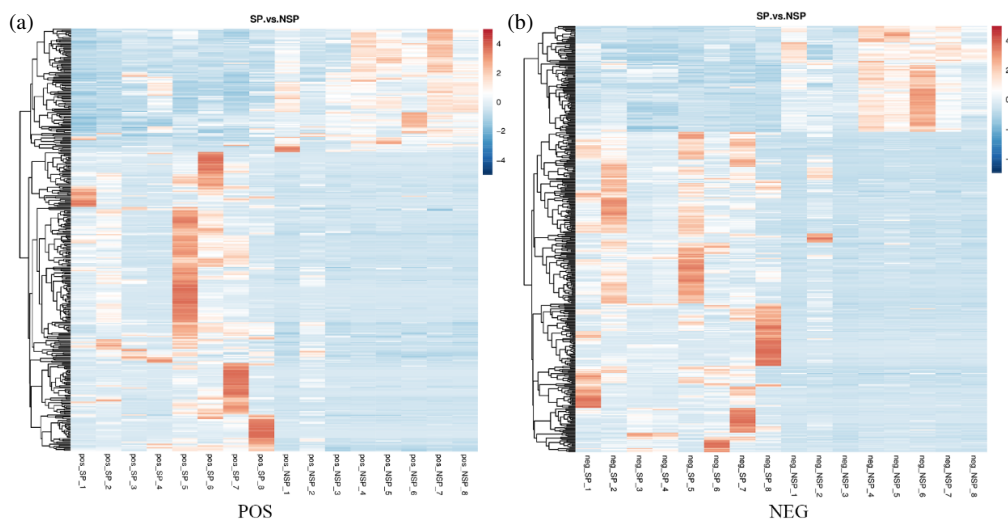 (a)
SP.vs.NSP
4
2
0
-2
-4
pos_SP_1
pos_SP_2
pos_SP_3
pos_SP_4
pos_SP_5
pos_SP_6
pos_SP_7
pos_SP_8
pos_NSP_1
pos_NSP_2
pos_NSP_3
pos_NSP_4
pos_NSP_5
pos_NSP_6
pos_NSP_7
pos_NSP_8
POS
(b)
SP.vs.NSP
neg_SP_1
neg_SP_2
neg_SP_3
neg_SP_4
neg_SP_5
neg_SP_6
neg_SP_7
neg_SP_8
neg_NSP_1
neg_NSP_2
neg_NSP_3
neg_NSP_4
neg_NSP_5
neg_NSP_6
neg_NSP_7
neg_NSP_8
NEG